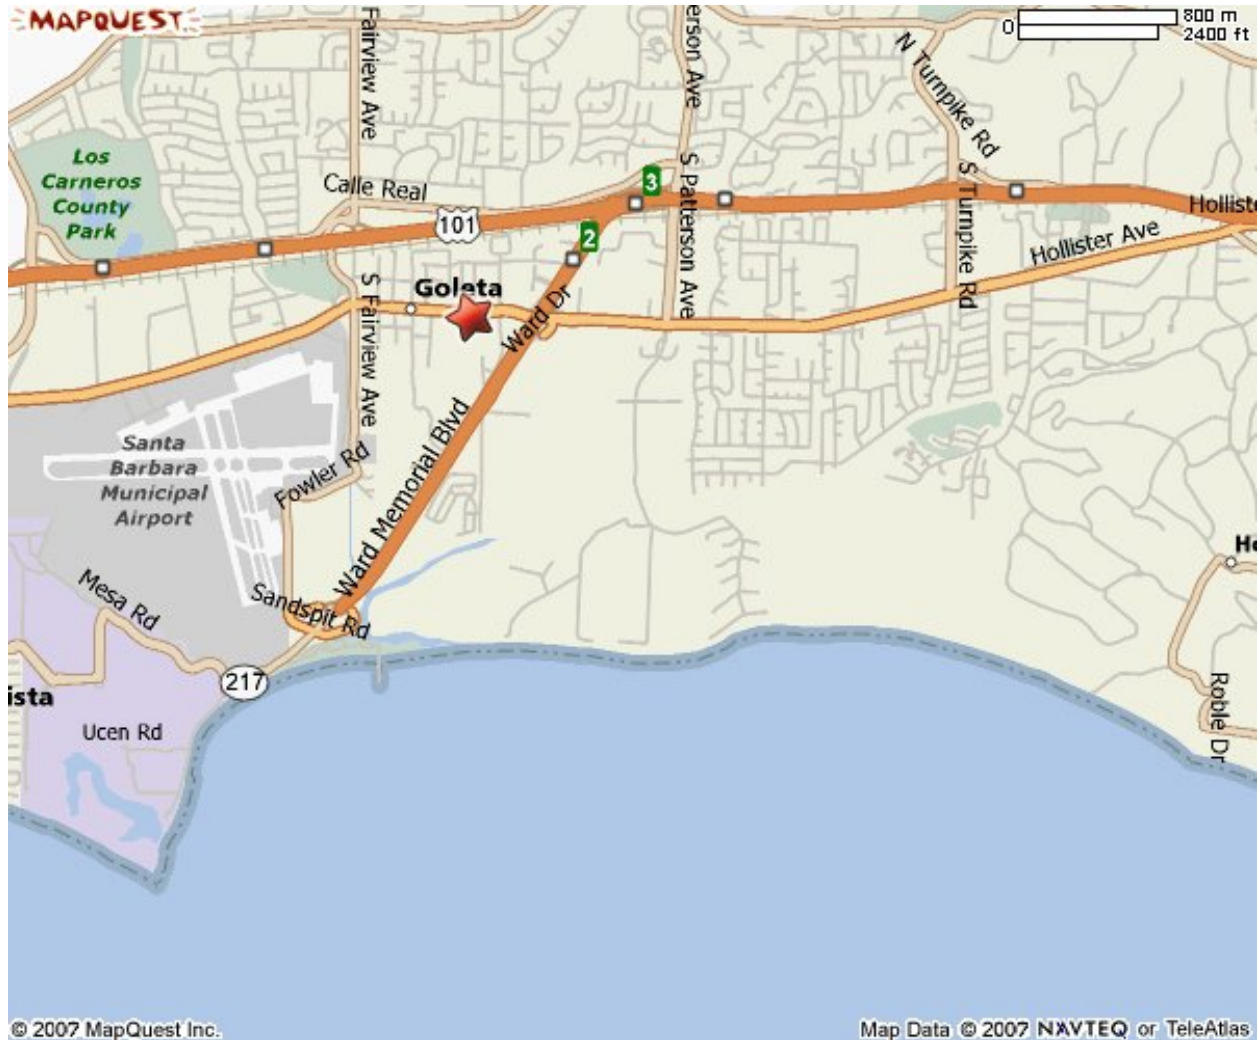 MAPQUEST
0
800 m
2400 ft
Fairview Ave
erson Ave
N Turnpike Rd
Los
Carneros
County
Park
Calle Real
3
S Patterson Ave
S Turnpike Rd
Holliste
101
2
Hollister Ave
Goleta
S Fairview Ave
Ward Dr
Santa
Barbara
Municipal
Airport
Fowler Rd
Ward Memorial Blvd
He
Mesa Rd
Sandspit Rd
217
ista
Ucen Rd
Roble Dr
© 2007 MapQuest Inc.
Map Data © 2007 NAVTEQ or TeleAtlas